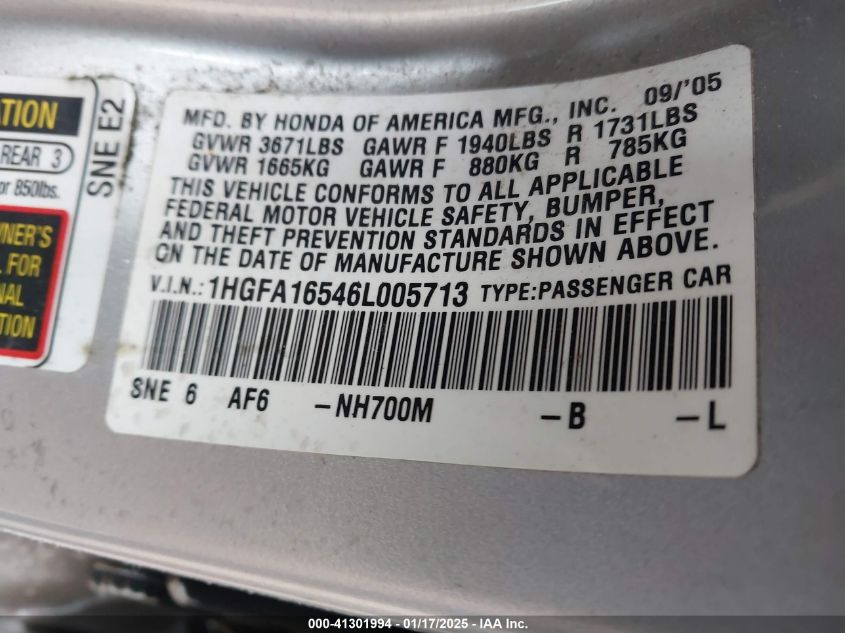 ATION
REAR 3
or 850lbs.
NER'S
L FOR
NAL
TION
SNE E2
MFD. BY HONDA OF AMERICA MFG., INC. 09/'05
GVWR 3671LBS GAWR F 1940LBS R 1731LBS
GVWR 1665KG GAWR F 880KG R 785KG
THIS VEHICLE CONFORMS TO ALL APPLICABLE
FEDERAL MOTOR VEHICLE SAFETY, BUMPER,
AND THEFT PREVENTION STANDARDS IN EFFECT
ON THE DATE OF MANUFACTURE SHOWN ABOVE.
V.I.N.: 1HGFA16546L005713 TYPE:PASSENGER CAR
SNE 6 AF6 -NH700M -B -L
000-41301994 - 01/17/2025 - IAA Inc.